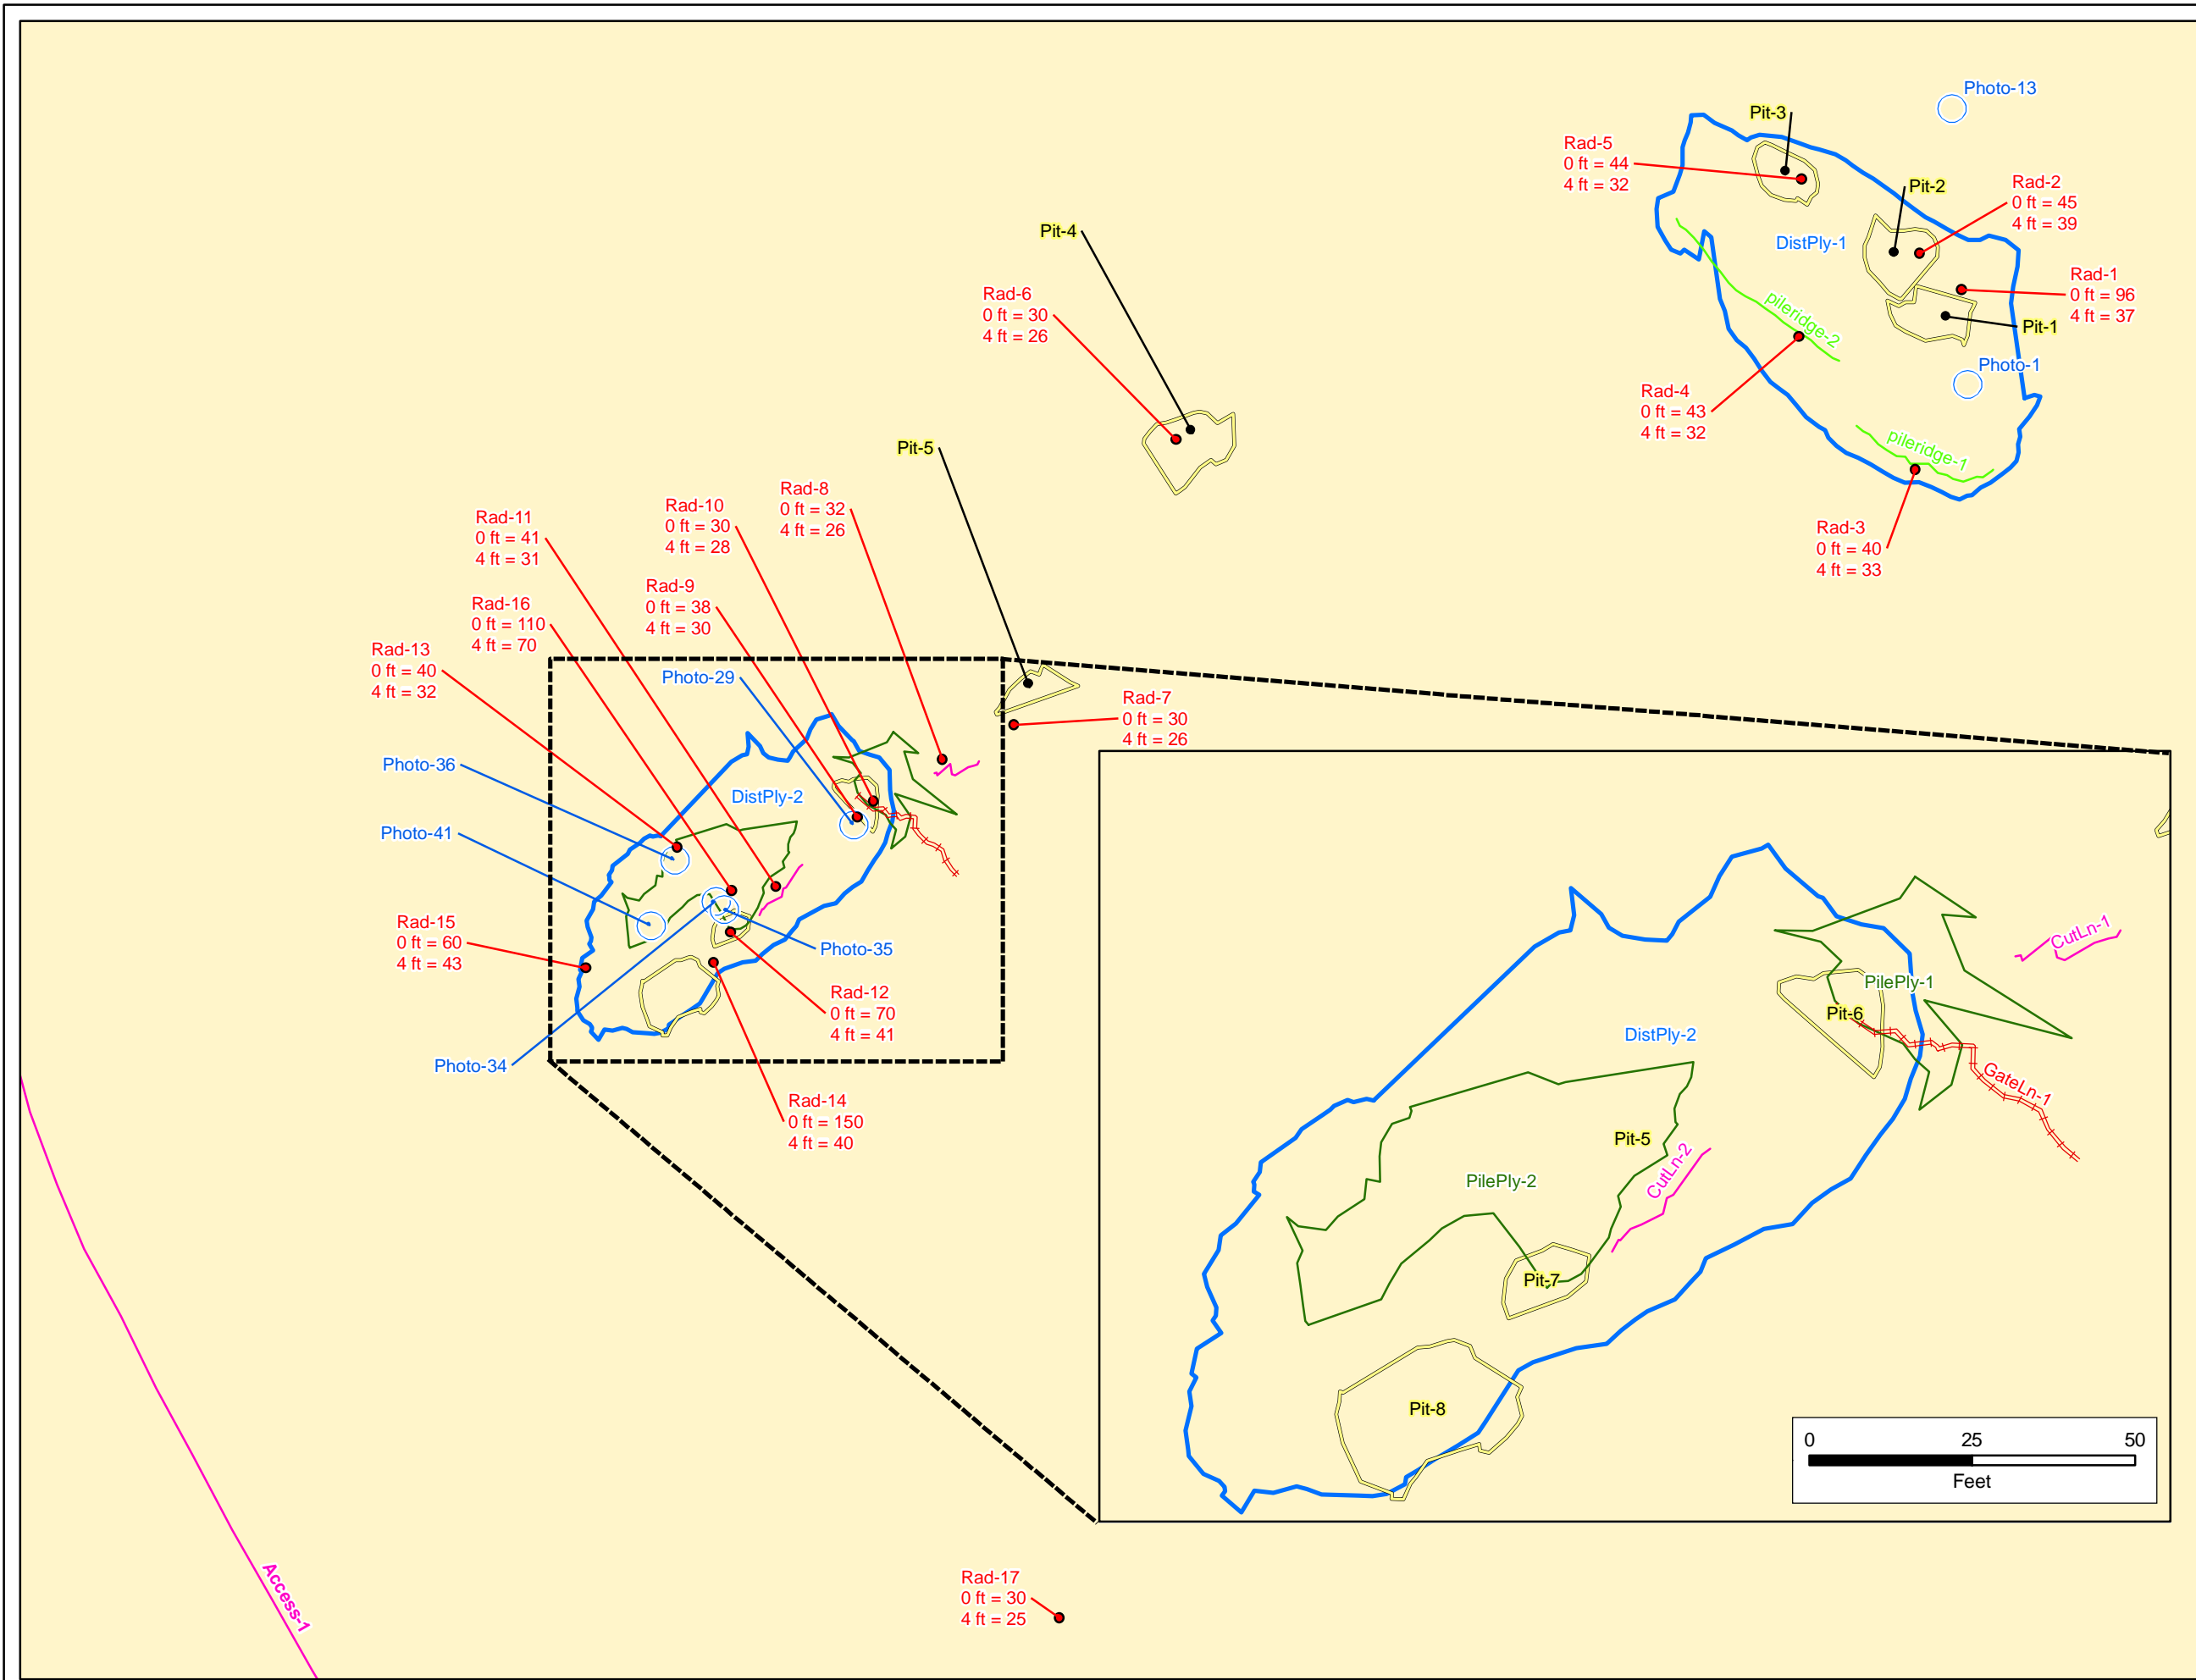 Photo-13
Pit-3
Rad-5
0 ft = 44
4 ft = 32
Pit-2
Rad-2
0 ft = 45
4 ft = 39
DistPly-1
Pit-4
Rad-1
0 ft = 96
4 ft = 37
Rad-6
0 ft = 30
4 ft = 26
pileridge-2
Pit-1
Photo-1
Rad-4
0 ft = 43
4 ft = 32
Pit-5
pileridge-1
Rad-8
0 ft = 32
4 ft = 26
Rad-10
0 ft = 30
4 ft = 28
Rad-11
0 ft = 41
4 ft = 31
Rad-3
0 ft = 40
4 ft = 33
Rad-9
0 ft = 38
4 ft = 30
Rad-16
0 ft = 110
4 ft = 70
Rad-13
0 ft = 40
4 ft = 32
Photo-29
Rad-7
0 ft = 30
4 ft = 26
Photo-36
DistPly-2
Photo-41
Rad-15
0 ft = 60
4 ft = 43
Photo-35
Rad-12
0 ft = 70
4 ft = 41
Photo-34
Rad-14
0 ft = 150
4 ft = 40
CutLn-1
PilePly-1
Pit-6
DistPly-2
GateLn-1
Pit-5
CutLn-2
PilePly-2
Pit-7
Pit-8
0 25 50
Feet
Access-1
Rad-17
0 ft = 30
4 ft = 25